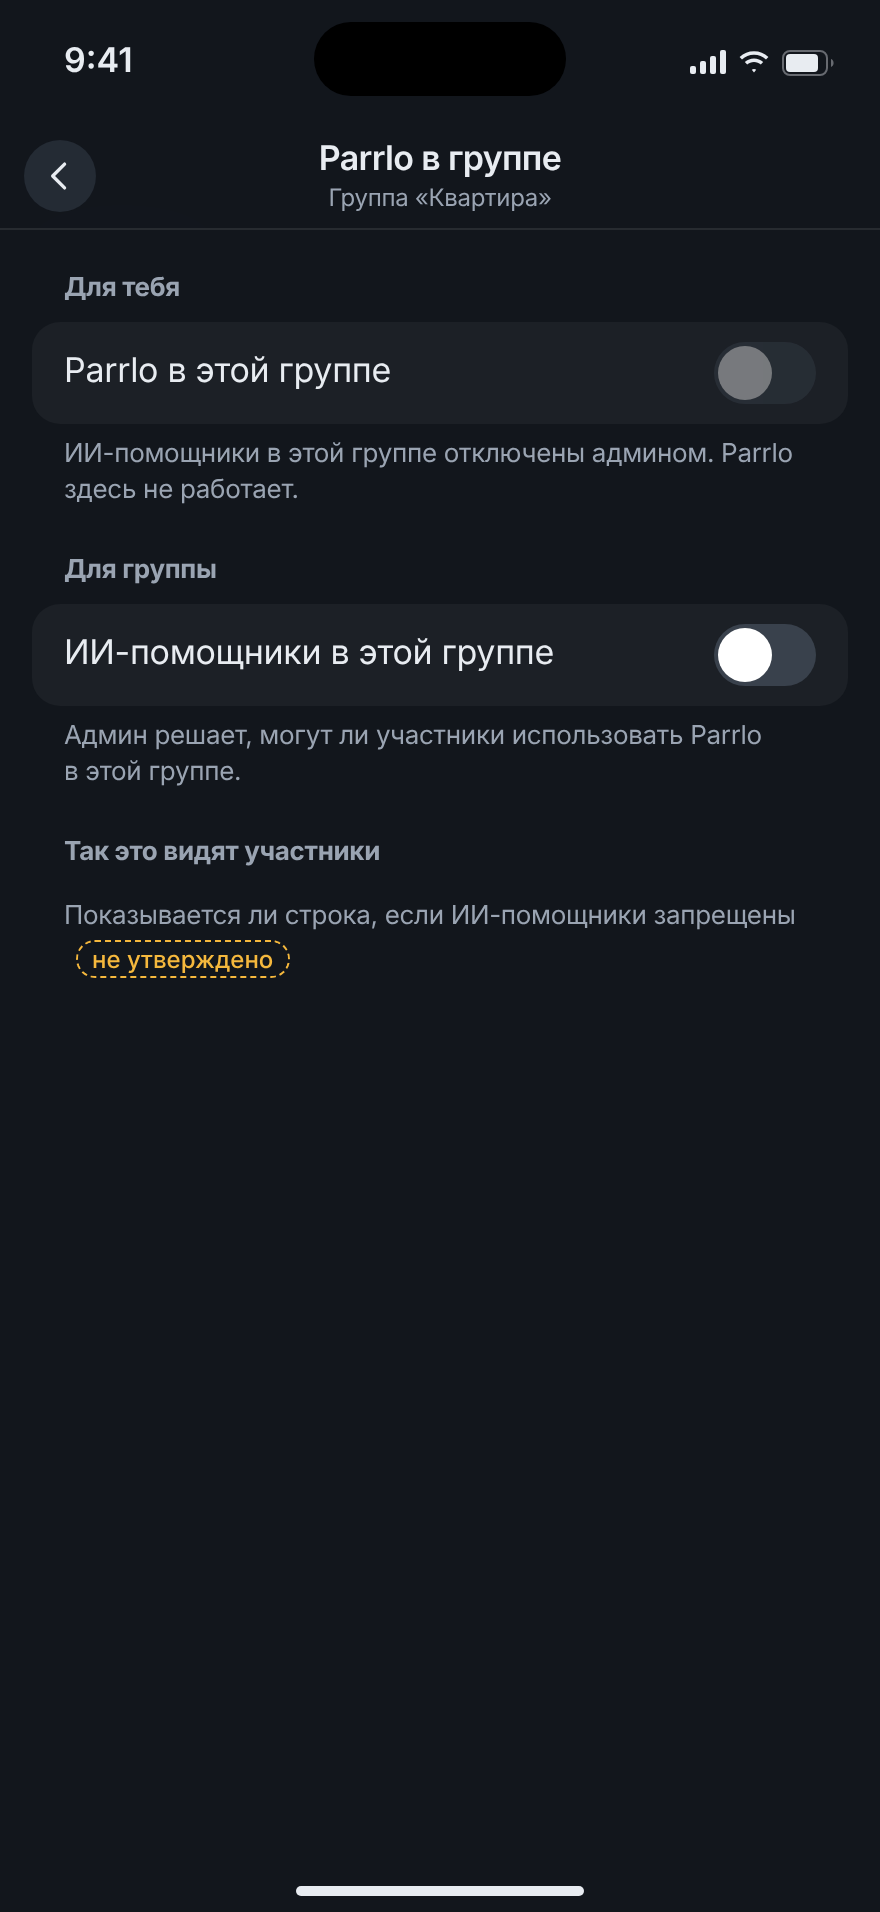 9:41
Parrlo в группе
Группа «Квартира»
Для тебя
Parrlo в этой группе
ИИ-помощники в этой группе отключены админом. Parrlo
здесь не работает.
Для группы
ИИ-помощники в этой группе
Админ решает, могут ли участники использовать Parrlo
в этой группе.
Так это видят участники
Показывается ли строка, если ИИ-помощники запрещены
не утверждено